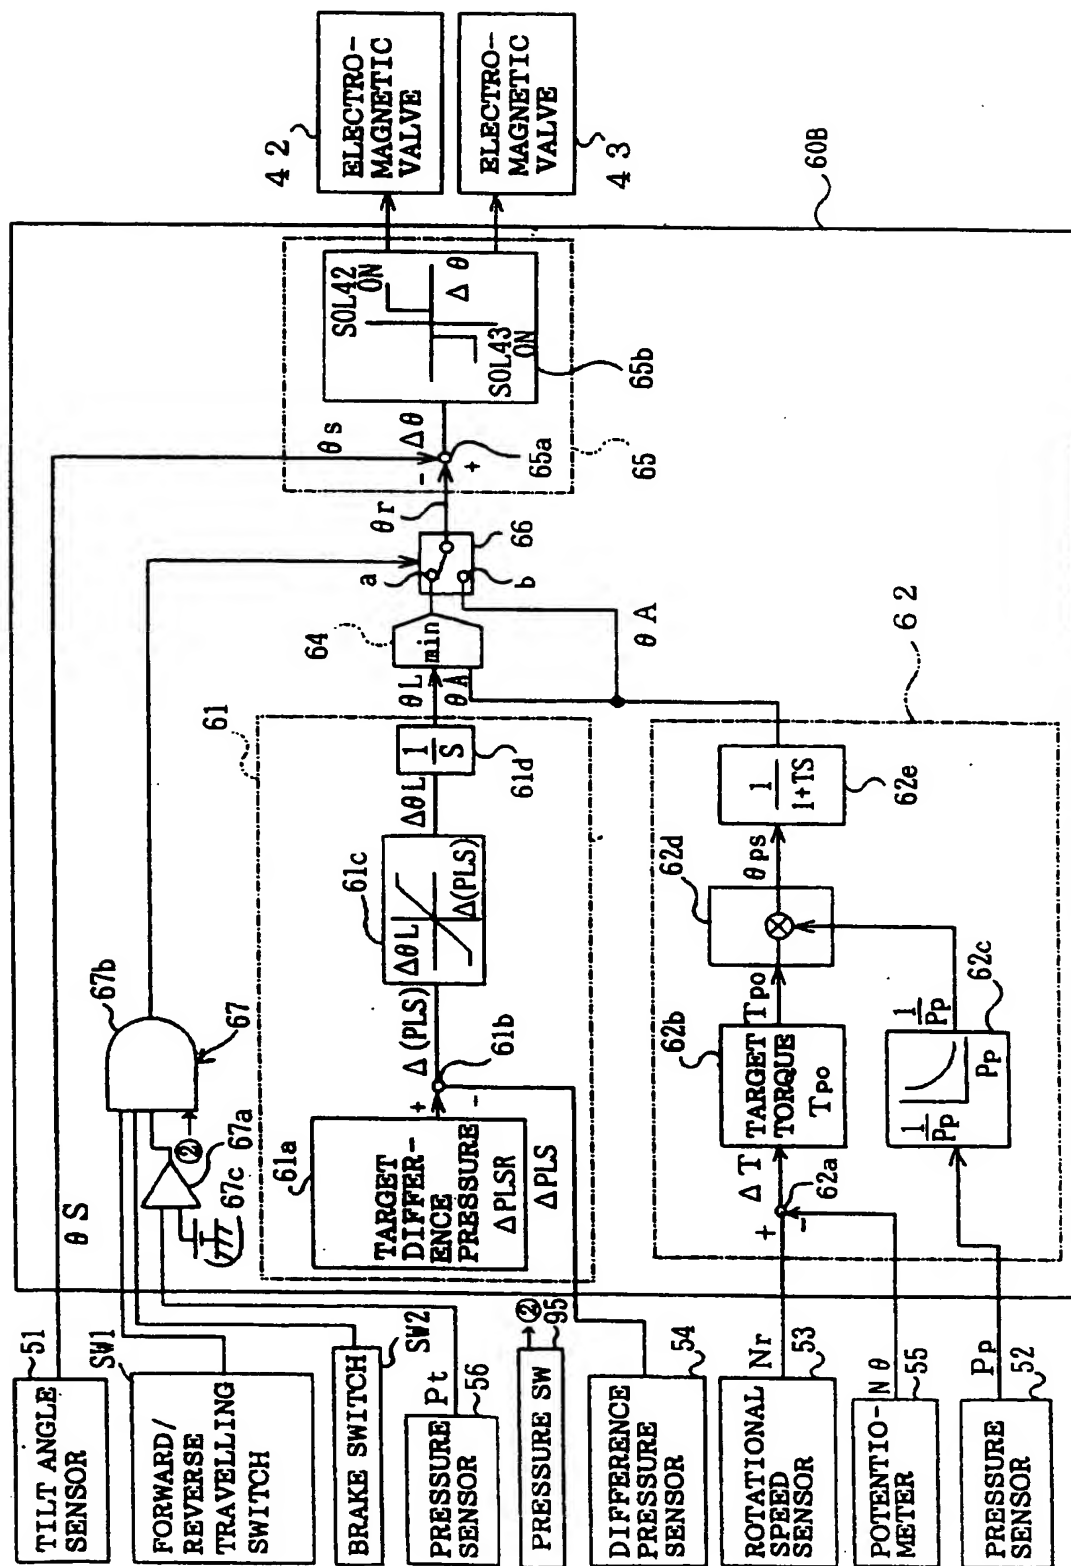 TILT ANGLE
SENSOR
51
FORWARD/
REVERSE
TRAVELLING
SWITCH
SW1
BRAKE SWITCH
SW2
PRESSURE
SENSOR
Pt
56
PRESSURE SW
②
95
DIFFERENCE
PRESSURE
SENSOR
54
ROTATIONAL
SPEED
SENSOR
Nr
53
POTENTIO-
METER
Nθ
55
PRESSURE
SENSOR
Pp
52
θS
67b
67
②
67a
67c
61
61a
TARGET
DIFFER-
ENCE
PRESSURE
ΔPLSR
ΔPLS
+
-
61b
Δ(PLS)
61c
ΔθL
Δ(PLS)
ΔθL
1
S
61d
θL
θA
64
min
a
b
66
θA
θr
θs
-
+
Δθ
65a
65
SOL42
ON
Δθ
SOL43
ON
65b
42
ELECTRO-
MAGNETIC
VALVE
ELECTRO-
MAGNETIC
VALVE
43
60B
62
+
-
62a
ΔT
62b
TARGET
TORQUE
Tpo
Tpo
62d
θps
1
1+TS
62e
1
Pp
Pp
62c
1
Pp